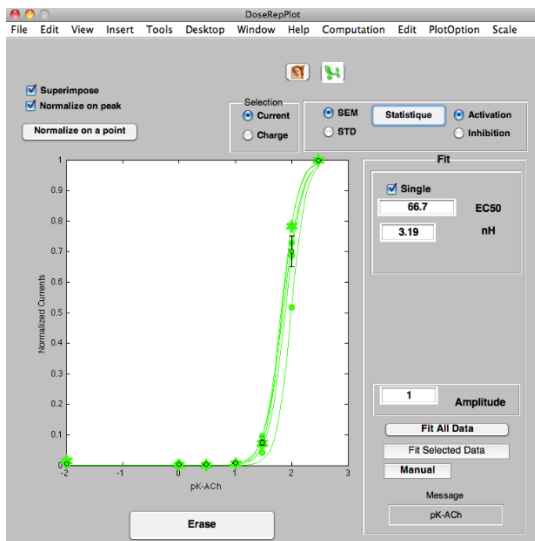 DoseRepPlot
File Edit View Insert Tools Desktop Window Help Computation Edit PlotOption Scale
Superimpose
Normalize on peak
Normalize on a point
Selection
Current
Charge
SEM
STD
Statistique
Activation
Inhibition
Fit
Single
66.7 EC50
3.19 nH
1 Amplitude
Fit All Data
Fit Selected Data
Manual
Message
pK-ACh
Normalized Currents
1
0.9
0.8
0.7
0.6
0.5
0.4
0.3
0.2
0.1
0
-2 -1 0 1 2 3
pK-ACh
Erase